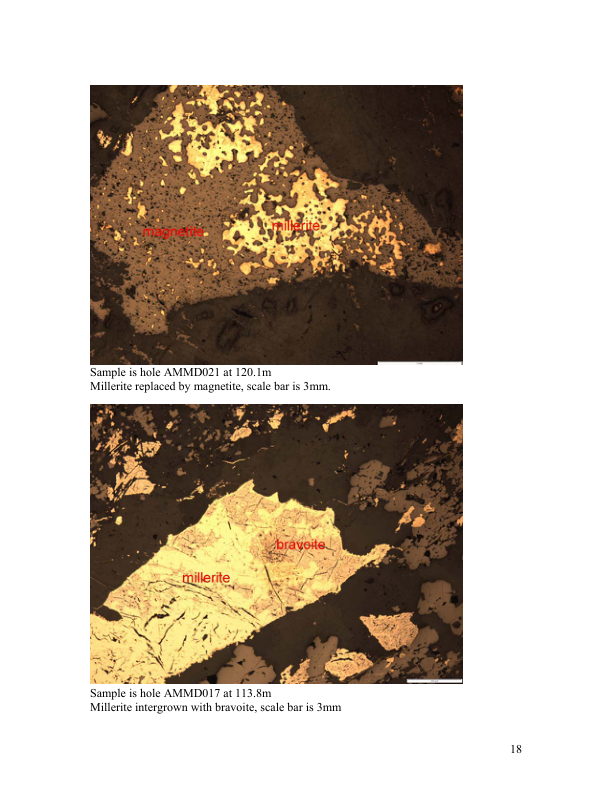 magnetite
millerite
Sample is hole AMMD021 at 120.1m
Millerite replaced by magnetite, scale bar is 3mm.
bravoite
millerite
Sample is hole AMMD017 at 113.8m
Millerite intergrown with bravoite, scale bar is 3mm
18